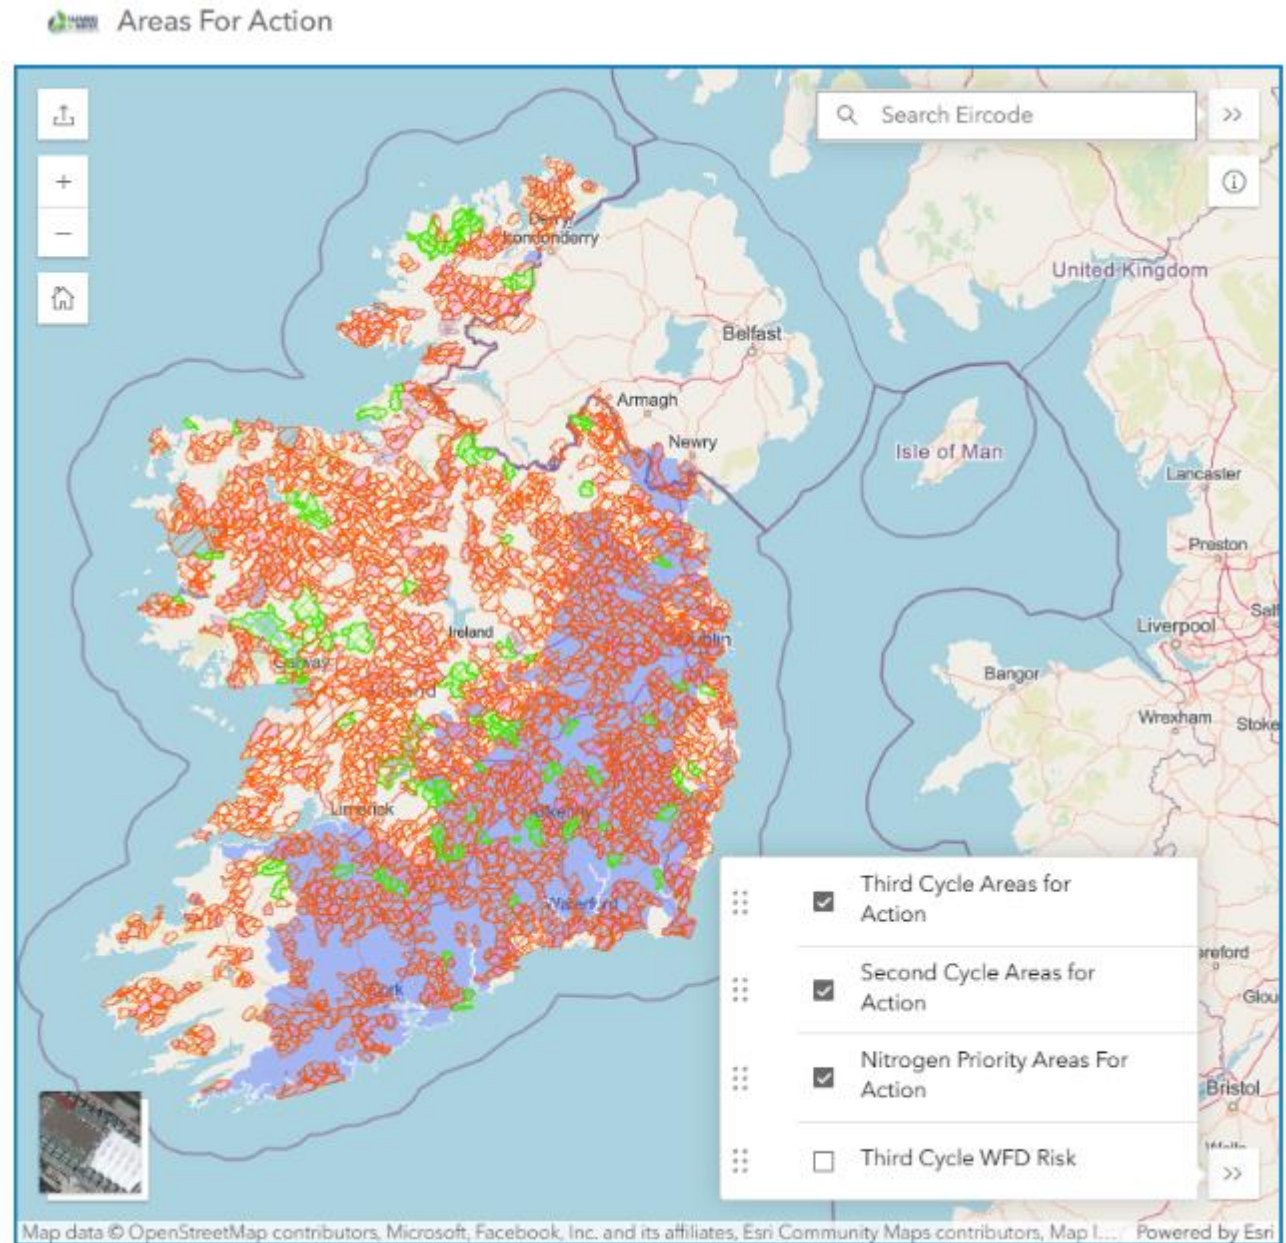 Areas For Action
Search Eircode
Londonderry
United Kingdom
Belfast
Armagh
Newry
Isle of Man
Lancaster
Preston
Liverpool
Ireland
Galway
Bangor
Wrexham
Stoke
Limerick
Waterford
Cork
Third Cycle Areas for
Action
Second Cycle Areas for
Action
Nitrogen Priority Areas For
Action
Third Cycle WFD Risk
ereford
Glou
Bristol
Map data © OpenStreetMap contributors, Microsoft, Facebook, Inc. and its affiliates, Esri Community Maps contributors, Map l... Powered by Esri